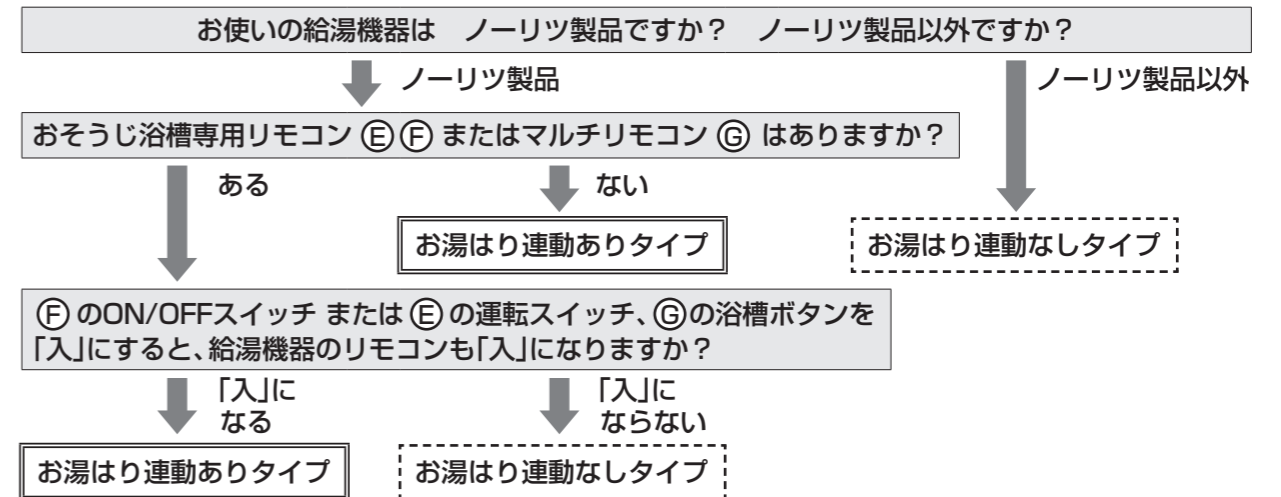 お使いの給湯機器は　ノーリツ製品ですか？　ノーリツ製品以外ですか？
ノーリツ製品
ノーリツ製品以外
おそうじ浴槽専用リモコン Ⓔ Ⓕ またはマルチリモコン Ⓖ はありますか？
ある
ない
お湯はり連動ありタイプ
お湯はり連動なしタイプ
Ⓕ のON/OFFスイッチ または Ⓔ の運転スイッチ、Ⓖの浴槽ボタンを
「入」にすると、給湯機器のリモコンも「入」になりますか？
「入」に
なる
「入」に
ならない
お湯はり連動ありタイプ
お湯はり連動なしタイプ